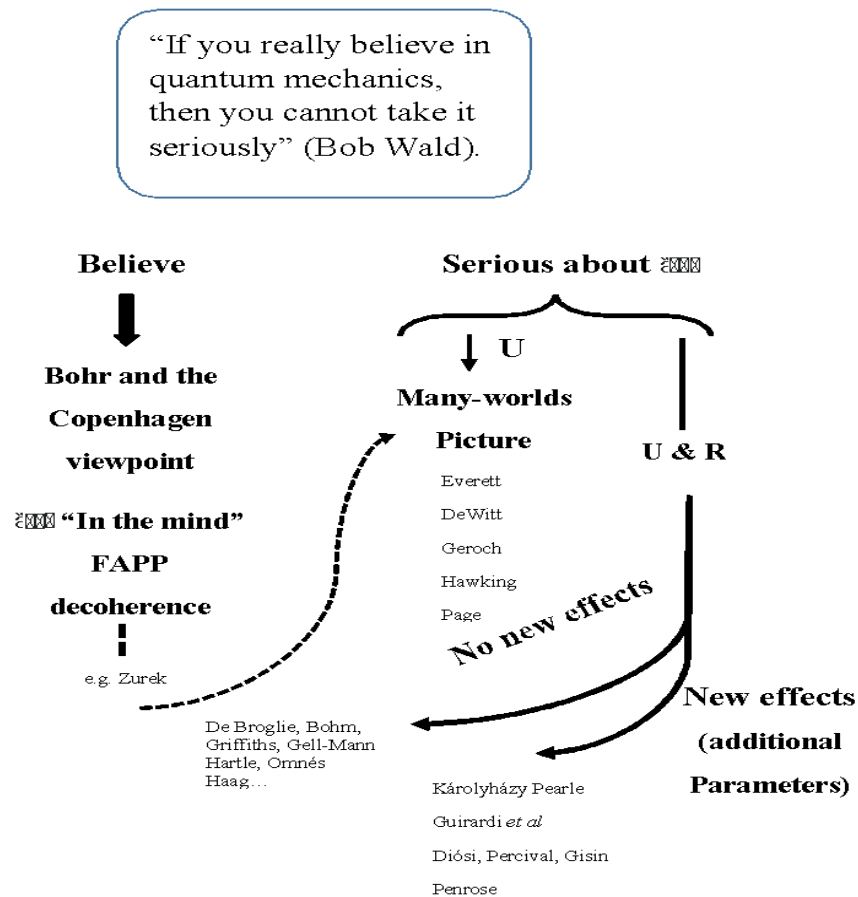 “If you really believe in
quantum mechanics,
then you cannot take it
seriously” (Bob Wald).
Believe
Bohr and the
Copenhagen
viewpoint
“In the mind”
FAPP
decoherence
e.g. Zurek
Serious about
U
Many-worlds
Picture
Everett
DeWitt
Geroch
Hawking
Page
U & R
No new effects
De Broglie, Bohm,
Griffiths, Gell-Mann
Hartle, Omnés
Haag…
New effects
(additional
Parameters)
Károlyházy Pearle
Guirardi et al
Diósi, Percival, Gisin
Penrose